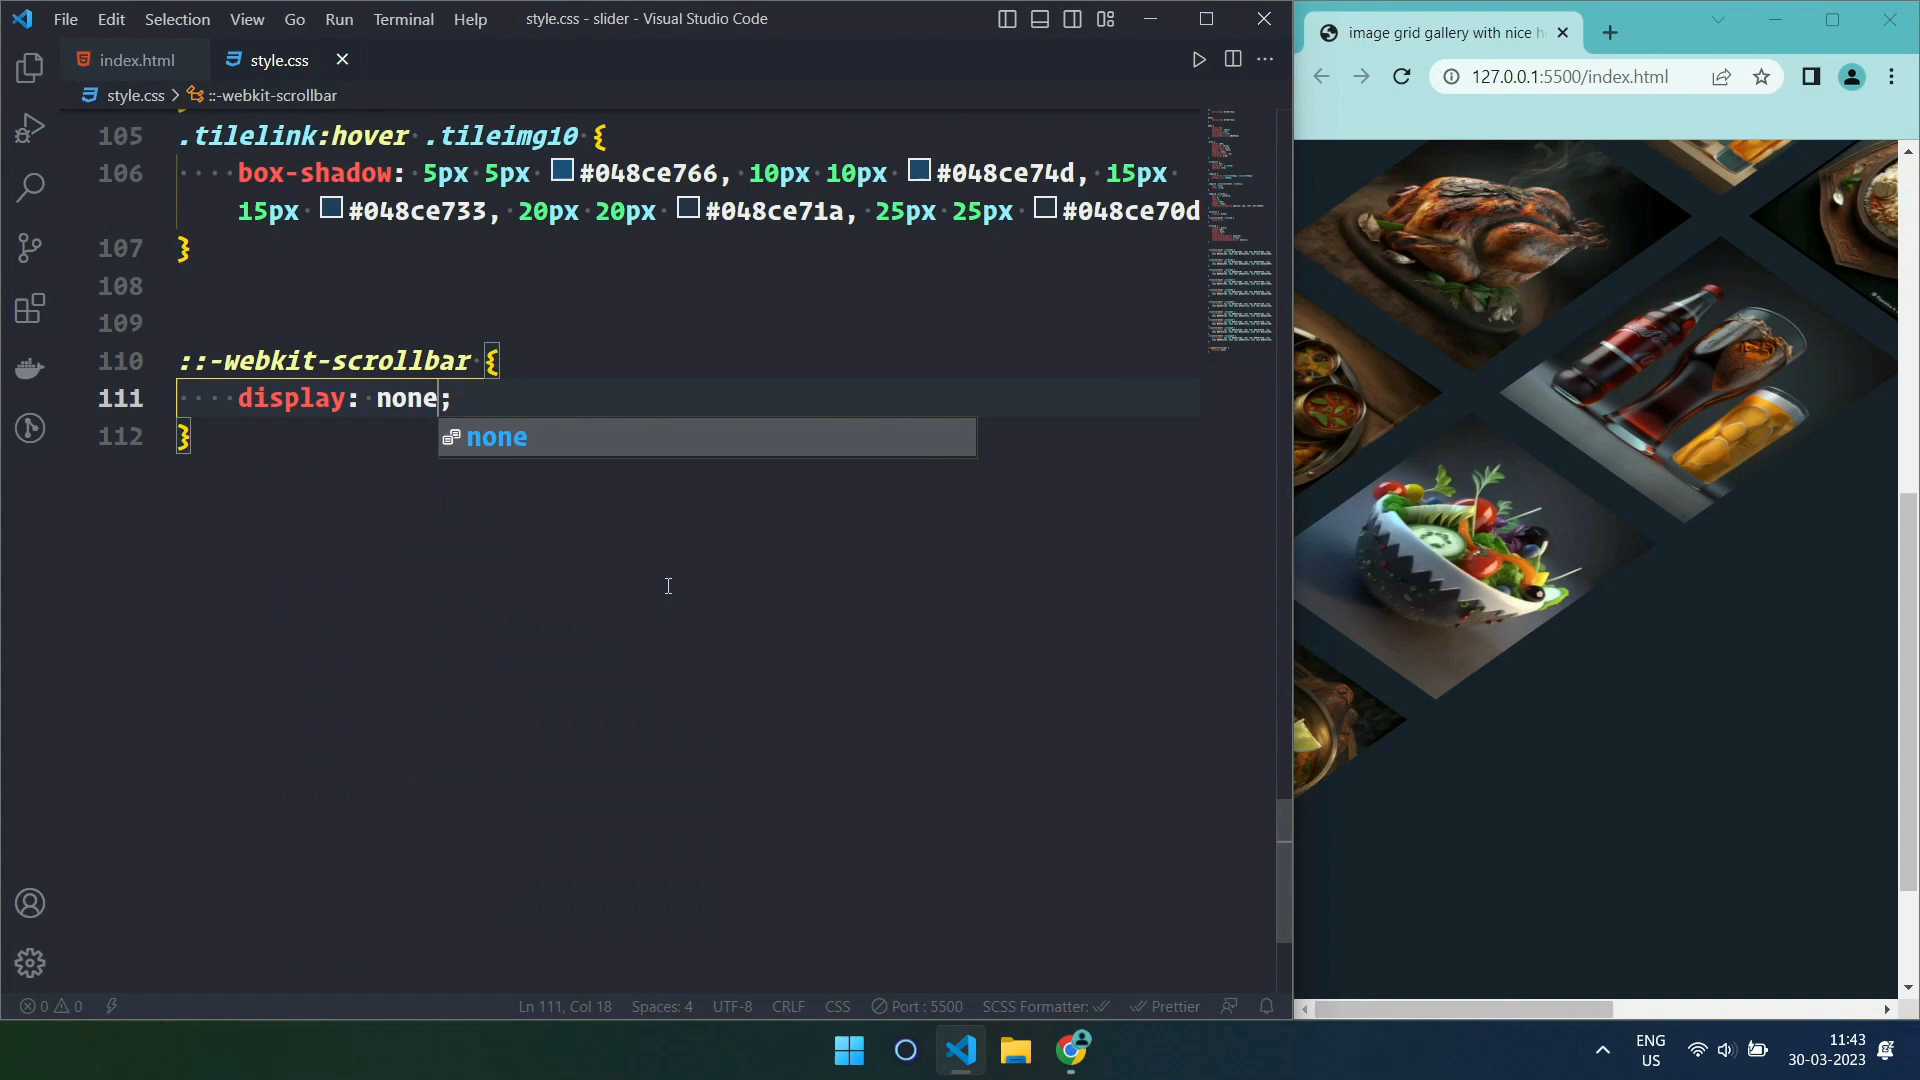 File Edit Selection View Go Run Terminal Help style.css - slider - Visual Studio Code
index.html style.css
style.css > ::-webkit-scrollbar
105 .tilelink:hover .tileimg10 {
106 box-shadow: 5px 5px #048ce766, 10px 10px #048ce74d, 15px
15px #048ce733, 20px 20px #048ce71a, 25px 25px #048ce70d
107 }
108
109
110 ::-webkit-scrollbar {
111 display: none;
112 }
none
0 0 Ln 111, Col 18 Spaces: 4 UTF-8 CRLF CSS Port : 5500 SCSS Formatter: Prettier
image grid gallery with nice h
127.0.0.1:5500/index.html
ENG
US
11:43
30-03-2023